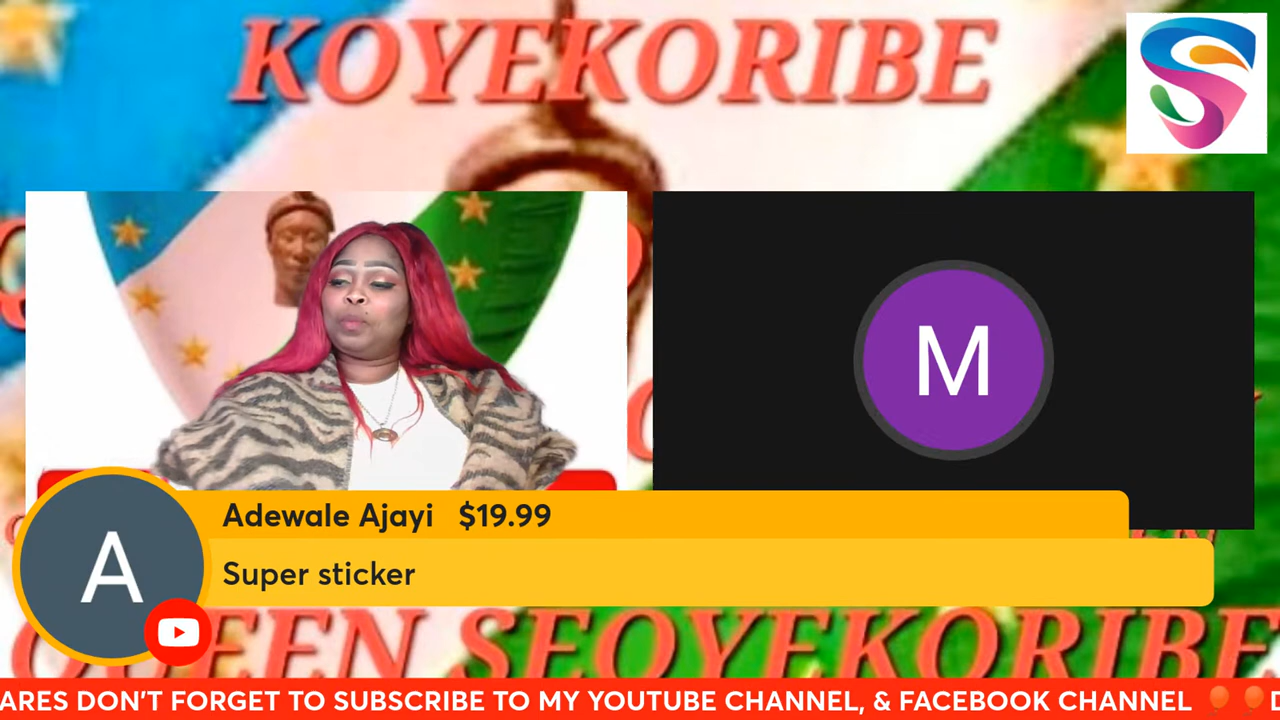 KOYEKORIBE
M
A
Adewale Ajayi $19.99
Super sticker
QUEEN SEOYEKORIBE
ARES DON'T FORGET TO SUBSCRIBE TO MY YOUTUBE CHANNEL, & FACEBOOK CHANNEL 🎈🎈D